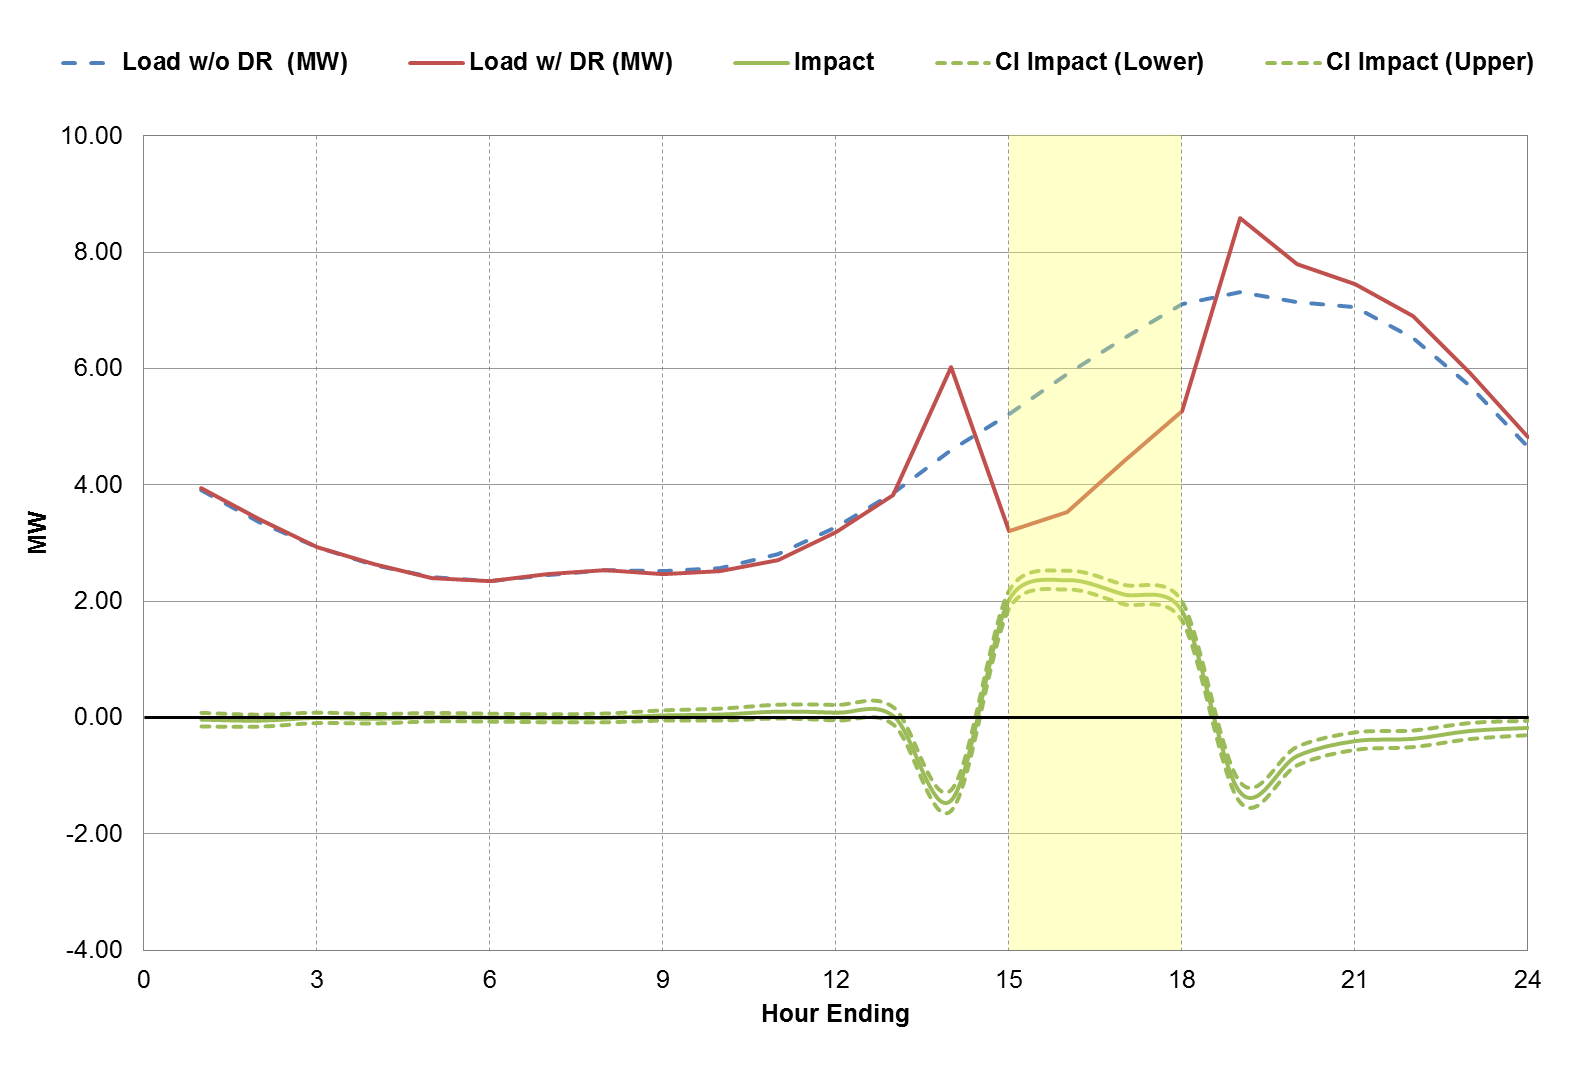 Load w/o DR  (MW) Load w/ DR (MW) Impact CI Impact (Lower) CI Impact (Upper)
10.00
8.00
6.00
4.00
2.00
0.00
-2.00
-4.00
MW
0 3 6 9 12 15 18 21 24
Hour Ending